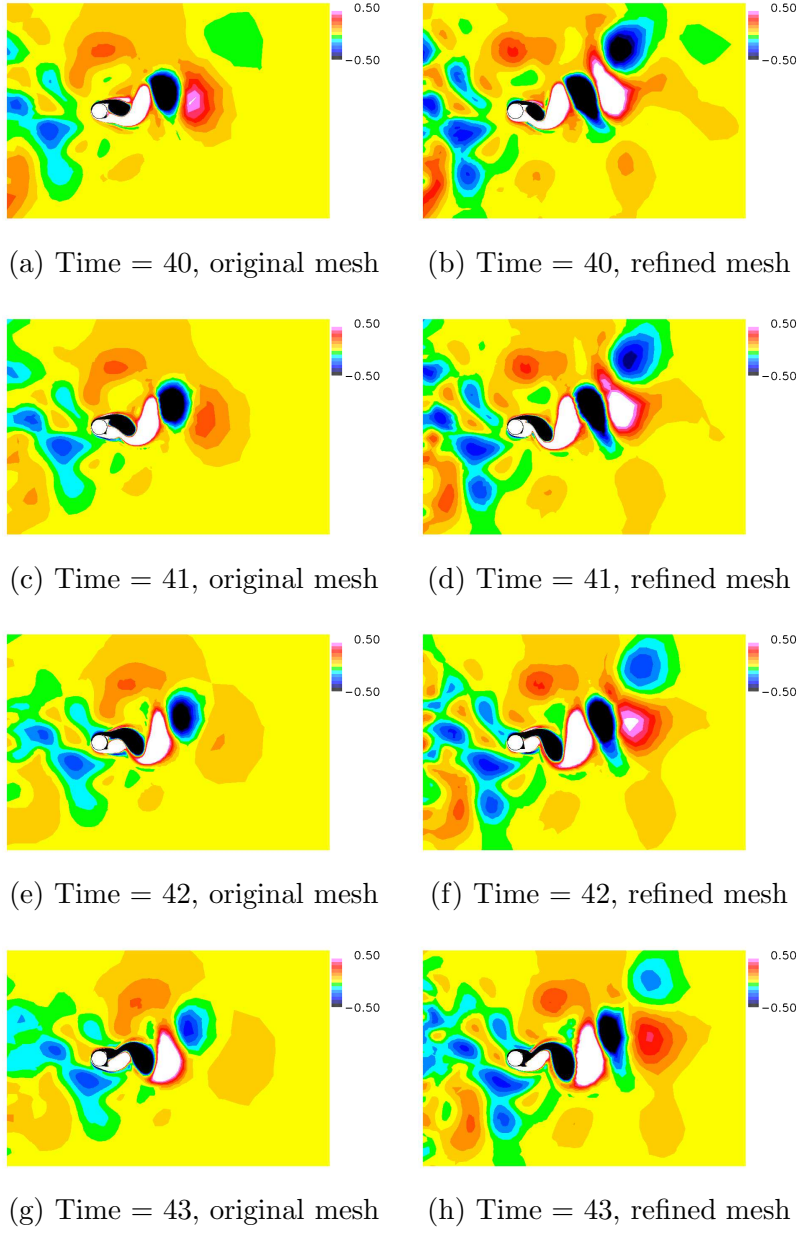 0.50
−0.50
0.50
−0.50
(a) Time = 40, original mesh
(b) Time = 40, refined mesh
0.50
−0.50
0.50
−0.50
(c) Time = 41, original mesh
(d) Time = 41, refined mesh
0.50
−0.50
0.50
−0.50
(e) Time = 42, original mesh
(f) Time = 42, refined mesh
0.50
−0.50
0.50
−0.50
(g) Time = 43, original mesh
(h) Time = 43, refined mesh